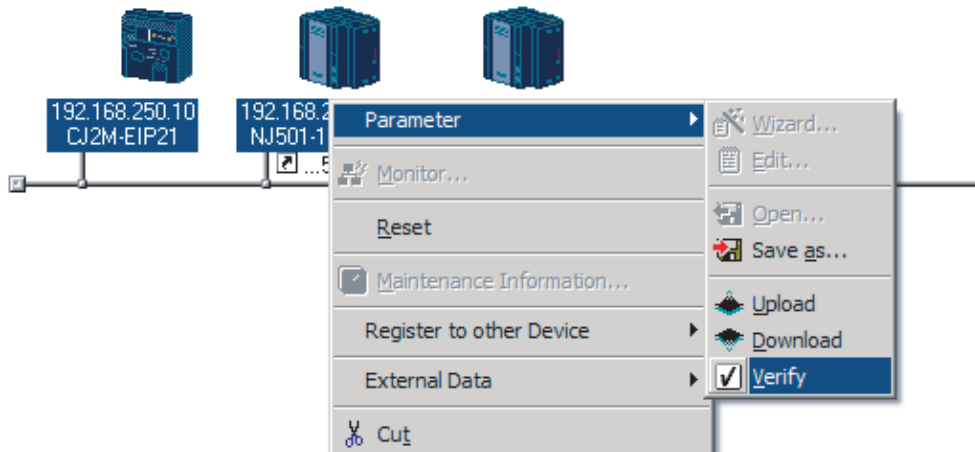 192.168.250.10
CJ2M-EIP21
192.168.2
NJ501-1
...5
Parameter
Monitor...
Reset
Maintenance Information...
Register to other Device
External Data
Cut
Wizard...
Edit...
Open...
Save as...
Upload
Download
Verify